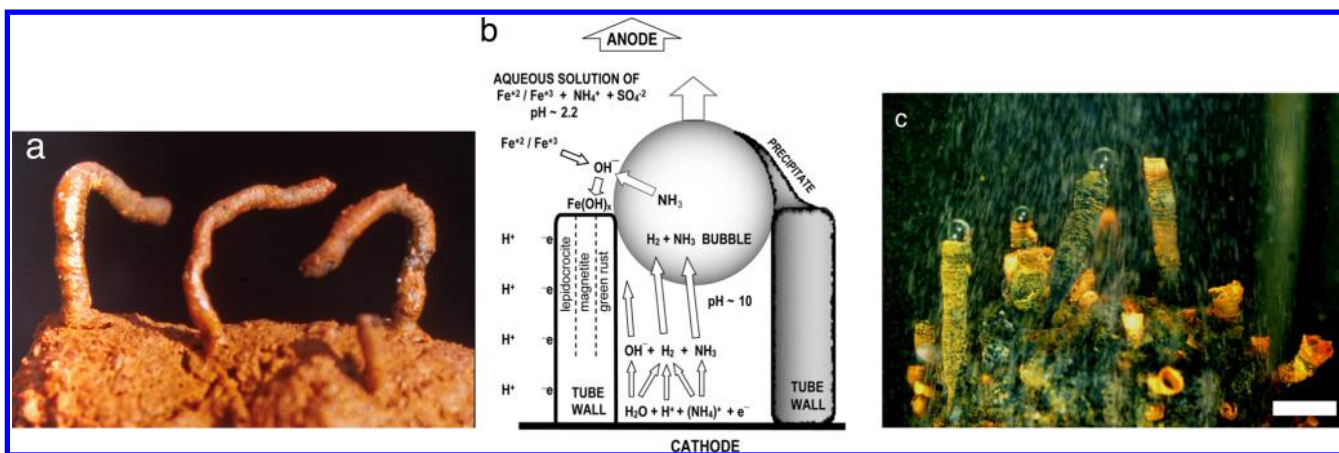 a
b
ANODE
AQUEOUS SOLUTION OF
Fe⁺² / Fe⁺³ + NH₄⁺ + SO₄⁻²
pH ~ 2.2
Fe⁺² / Fe⁺³
OH⁻
NH₃
Fe(OH)ₓ
PRECIPITATE
H₂ + NH₃ BUBBLE
H⁺ ⁻e
H⁺ ⁻e
H⁺ ⁻e
H⁺ ⁻e
lepidocrocite
magnetite
green rust
pH ~ 10
OH⁻ + H₂ + NH₃
H₂O + H⁺ + (NH₄)⁺ + e⁻
TUBE
WALL
TUBE
WALL
CATHODE
c